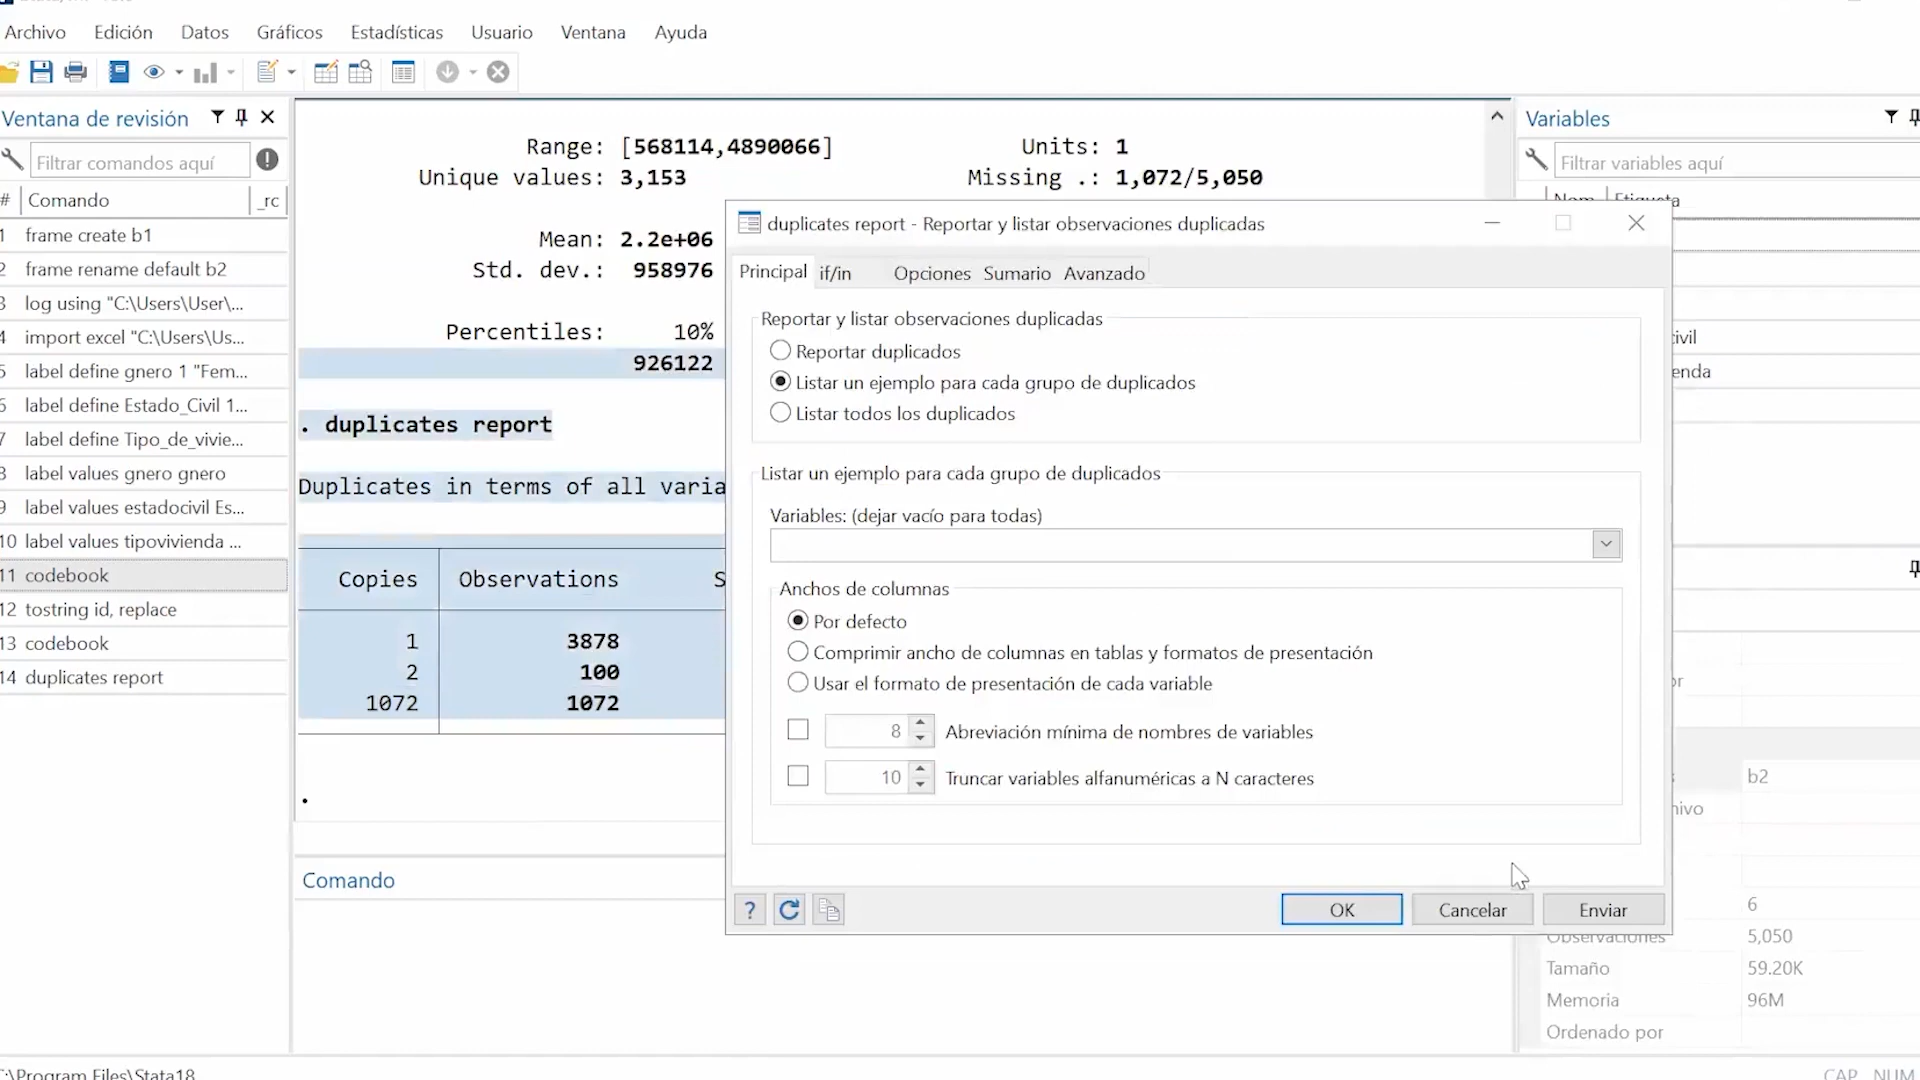 Archivo Edición Datos Gráficos Estadísticas Usuario Ventana Ayuda
Ventana de revisión
Filtrar comandos aquí
# Comando _rc
1 frame create b1
2 frame rename default b2
3 log using "C:\Users\User\...
4 import excel "C:\Users\Us...
5 label define gnero 1 "Fem...
6 label define Estado_Civil 1...
7 label define Tipo_de_vivie...
8 label values gnero gnero
9 label values estadocivil Es...
10 label values tipovivienda ...
11 codebook
12 tostring id, replace
13 codebook
14 duplicates report
Range: [568114,4890066] Units: 1
Unique values: 3,153 Missing .: 1,072/5,050
Mean: 2.2e+06
Std. dev.: 958976
Percentiles: 10%
926122
. duplicates report
Duplicates in terms of all varia
Copies Observations S
1 3878
2 100
1072 1072
.
Comando
duplicates report - Reportar y listar observaciones duplicadas
Principal if/in Opciones Sumario Avanzado
Reportar y listar observaciones duplicadas
Reportar duplicados
Listar un ejemplo para cada grupo de duplicados
Listar todos los duplicados
Listar un ejemplo para cada grupo de duplicados
Variables: (dejar vacío para todas)
Anchos de columnas
Por defecto
Comprimir ancho de columnas en tablas y formatos de presentación
Usar el formato de presentación de cada variable
8 Abreviación mínima de nombres de variables
10 Truncar variables alfanuméricas a N caracteres
? OK Cancelar Enviar
Variables
Filtrar variables aquí
Nom Etiqueta
civil
enda
b2
6
Observaciones 5,050
Tamaño 59.20K
Memoria 96M
Ordenado por
C:\Program Files\Stata18
CAP NUM